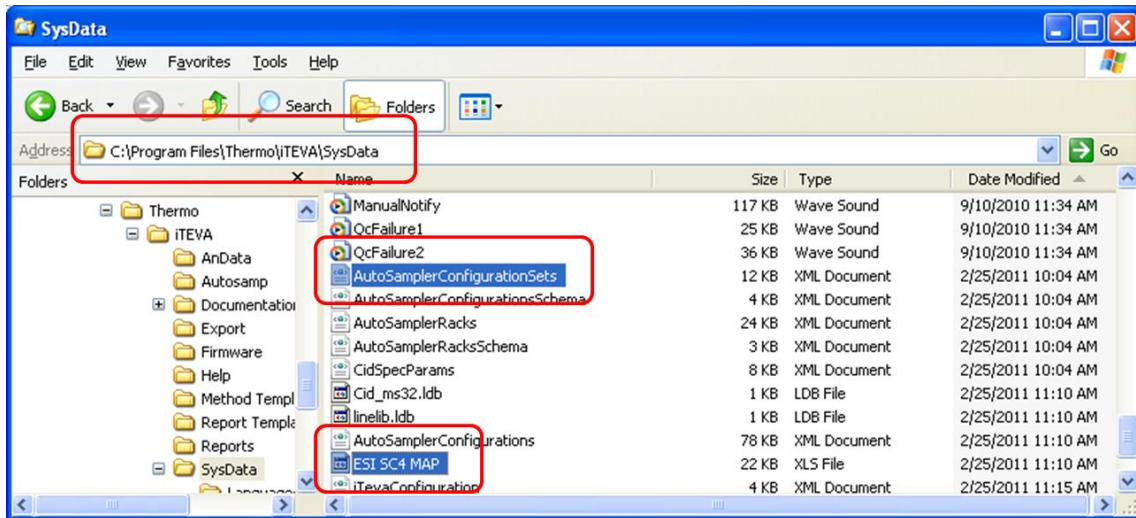 SysData
File Edit View Favorites Tools Help
Back Search Folders
Address C:\Program Files\Thermo\iTEVA\SysData Go
Folders X Name Size Type Date Modified
Thermo
iTEVA
AnData
Autosamp
Documentation
Export
Firmware
Help
Method Templ
Report Templa
Reports
SysData
ManualNotify 117 KB Wave Sound 9/10/2010 11:34 AM
QcFailure1 25 KB Wave Sound 9/10/2010 11:34 AM
QcFailure2 36 KB Wave Sound 9/10/2010 11:34 AM
AutoSamplerConfigurationSets 12 KB XML Document 2/25/2011 10:04 AM
AutoSamplerConfigurationsSchema 4 KB XML Document 2/25/2011 10:04 AM
AutoSamplerRacks 24 KB XML Document 2/25/2011 10:04 AM
AutoSamplerRacksSchema 3 KB XML Document 2/25/2011 10:04 AM
CidSpecParams 8 KB XML Document 2/25/2011 10:04 AM
Cid_ms32.ldb 1 KB LDB File 2/25/2011 11:10 AM
linelib.ldb 1 KB LDB File 2/25/2011 11:10 AM
AutoSamplerConfigurations 78 KB XML Document 2/25/2011 11:10 AM
ESI SC4 MAP 22 KB XLS File 2/25/2011 11:10 AM
iTevaConfiguration 4 KB XML Document 2/25/2011 11:15 AM